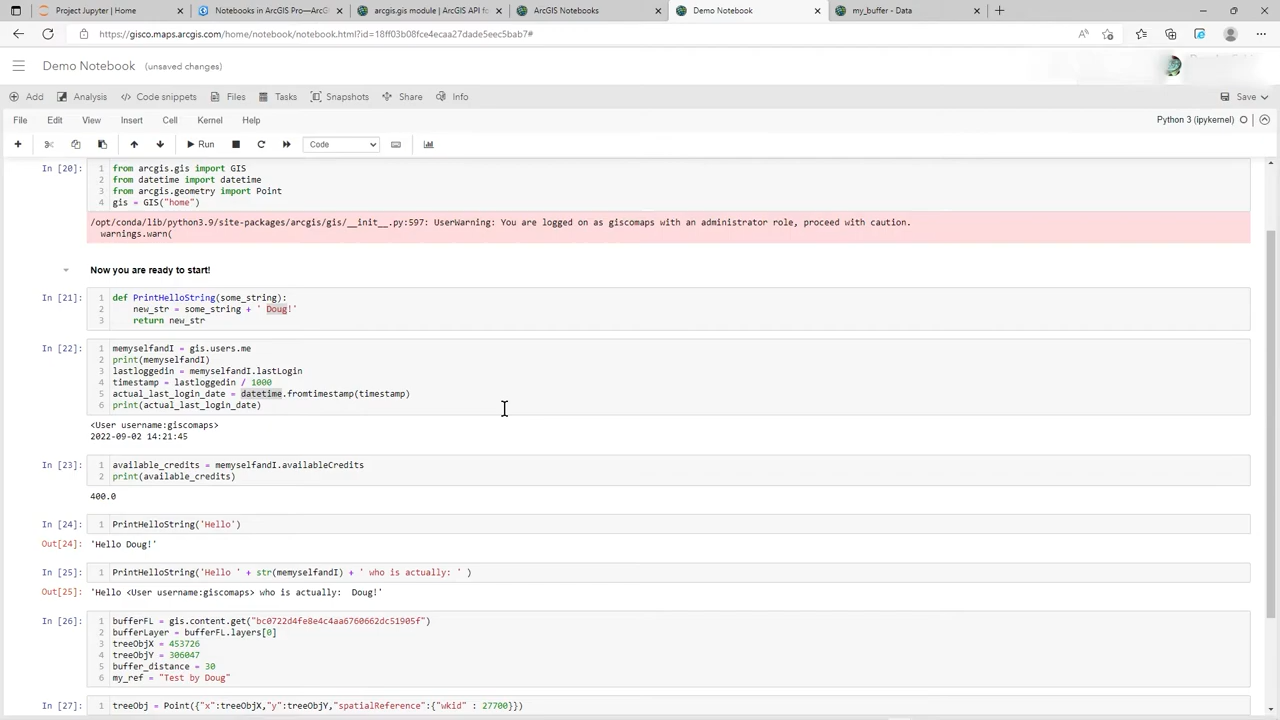 Project Jupyter | Home
Notebooks in ArcGIS Pro—ArcG
arcgis.gis module | ArcGIS API fo
ArcGIS Notebooks
Demo Notebook
my_buffer - Data
https://gisco.maps.arcgis.com/home/notebook/notebook.html?id=18ff03b08fce4ecaa27dade5eec5bab7#
Demo Notebook (unsaved changes)
Add Analysis Code snippets Files Tasks Snapshots Share Info Save
File Edit View Insert Cell Kernel Help Python 3 (ipykernel)
Run Code
In [20]: 1 from arcgis.gis import GIS
2 from datetime import datetime
3 from arcgis.geometry import Point
4 gis = GIS("home")
/opt/conda/lib/python3.9/site-packages/arcgis/gis/__init__.py:597: UserWarning: You are logged on as giscomaps with an administrator role, proceed with caution.
warnings.warn(
Now you are ready to start!
In [21]: 1 def PrintHelloString(some_string):
2 new_str = some_string + ' Doug!'
3 return new_str
In [22]: 1 memyselfandI = gis.users.me
2 print(memyselfandI)
3 lastloggedin = memyselfandI.lastLogin
4 timestamp = lastloggedin / 1000
5 actual_last_login_date = datetime.fromtimestamp(timestamp)
6 print(actual_last_login_date)
<User username:giscomaps>
2022-09-02 14:21:45
In [23]: 1 available_credits = memyselfandI.availableCredits
2 print(available_credits)
400.0
In [24]: 1 PrintHelloString('Hello')
Out[24]: 'Hello Doug!'
In [25]: 1 PrintHelloString('Hello ' + str(memyselfandI) + ' who is actually: ' )
Out[25]: 'Hello <User username:giscomaps> who is actually:  Doug!'
In [26]: 1 bufferFL = gis.content.get("bc0722d4fe8e4c4aa6760662dc51905f")
2 bufferLayer = bufferFL.layers[0]
3 treeObjX = 453726
4 treeObjY = 306047
5 buffer_distance = 30
6 my_ref = "Test by Doug"
In [27]: 1 treeObj = Point({"x":treeObjX,"y":treeObjY,"spatialReference":{"wkid" : 27700}})